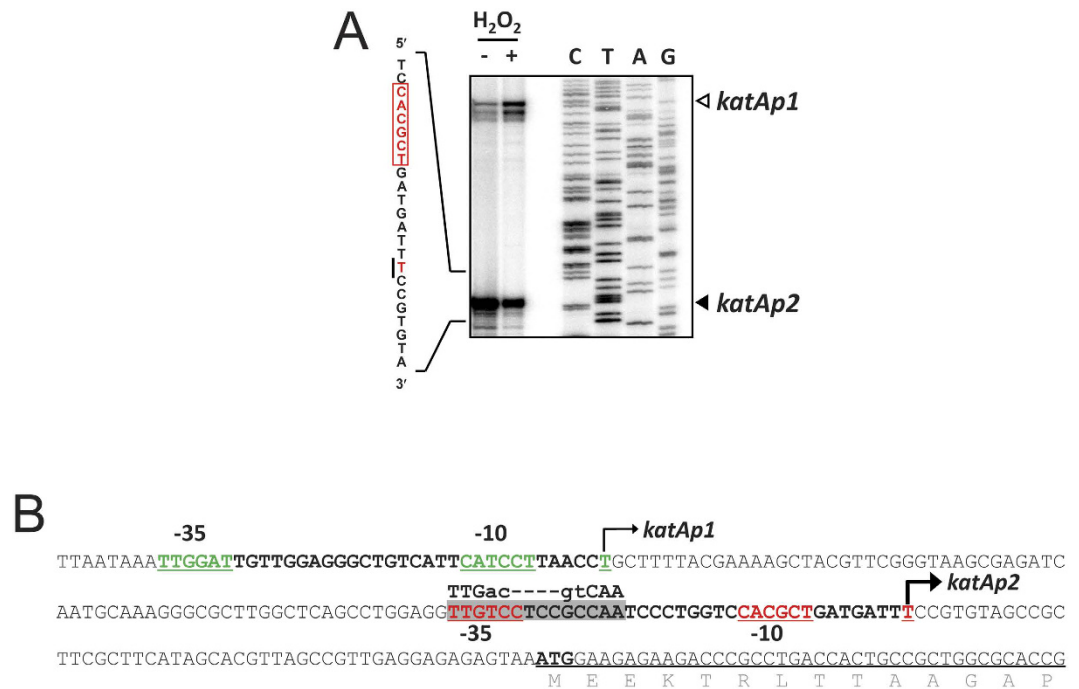 A
H2O2
- +
C T A G
5′
T
C
C
A
C
G
C
T
G
A
T
G
A
T
T
T
C
C
G
T
G
T
A
3′
katAp1
katAp2
B
-35 -10 katAp1
TTAATAAATTGGATTGTTGGAGGGCTGTCATTCATCCTTAACCTGCTTTTACGAAAAGCTACGTTCGGGTAAGCGAGATC
TTGac----gtCAA katAp2
AATGCAAAGGGCGCTTGGCTCAGCCTGGAGGTTGTCCTCCGCCAATCCCTGGTCCACGCTGATGATTTCCGTGTAGCCGC
-35 -10
TTCGCTTCATAGCACGTTAGCCGTTGAGGAGAGAGTAAATGGAAGAGAAGACCCGCCTGACCACTGCCGCTGGCGCACCG
M E E K T R L T T A A G A P